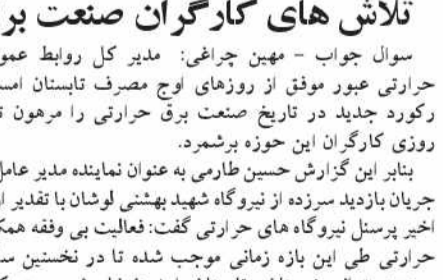 تلاش های کارگران صنعت بر
سوال جواب - مهین چراغی: مدیر کل روابط عمو
حرارتی عبور موفق از روزهای اوج مصرف تابستان امس
رکورد جدید در تاریخ صنعت برق حرارتی را مرهون ت
روزی کارگران این حوزه برشمرد.
بنابر این گزارش حسین طارمی به عنوان نماینده مدیر عامل
جریان بازدید سرزده از نیروگاه شهید بهشتی لوشان با تقدیر از
اخیر پرسنل نیروگاه های حرارتی گفت: فعالیت بی وقفه همک
حرارتی طی این بازه زمانی موجب شده تا در نخستین سا